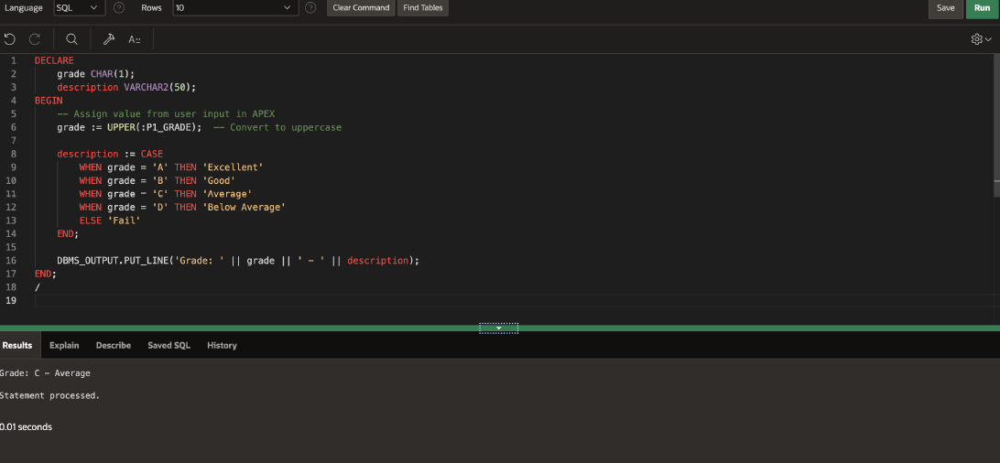 Language SQL Rows 10 Clear Command Find Tables Save Run
A::
1 DECLARE
2 grade CHAR(1);
3 description VARCHAR2(50);
4 BEGIN
5 -- Assign value from user input in APEX
6 grade := UPPER(:P1_GRADE); -- Convert to uppercase
7
8 description := CASE
9 WHEN grade = 'A' THEN 'Excellent'
10 WHEN grade = 'B' THEN 'Good'
11 WHEN grade = 'C' THEN 'Average'
12 WHEN grade = 'D' THEN 'Below Average'
13 ELSE 'Fail'
14 END;
15
16 DBMS_OUTPUT.PUT_LINE('Grade: ' || grade || ' - ' || description);
17 END;
18 /
19
Results Explain Describe Saved SQL History
Grade: C - Average
Statement processed.
0.01 seconds